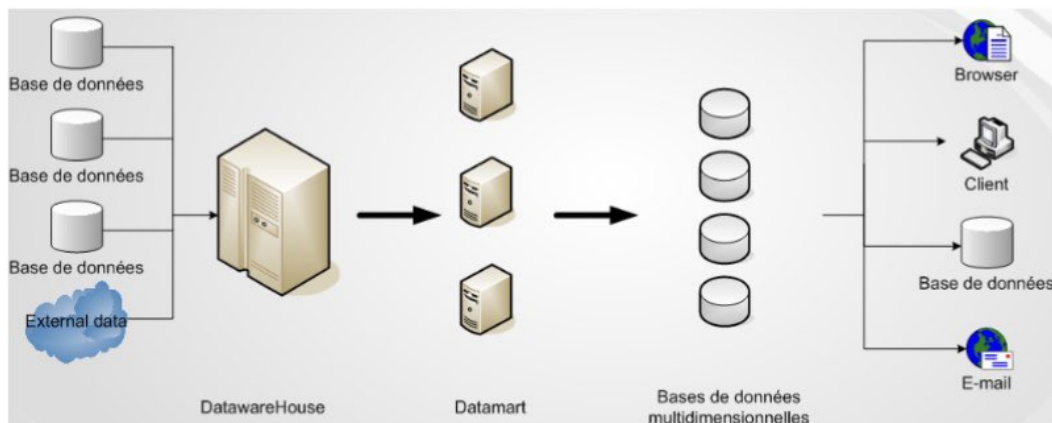 Base de données
Base de données
Base de données
External data
DatawareHouse
Datamart
Bases de données
multidimensionnelles
Browser
Client
Base de données
E-mail